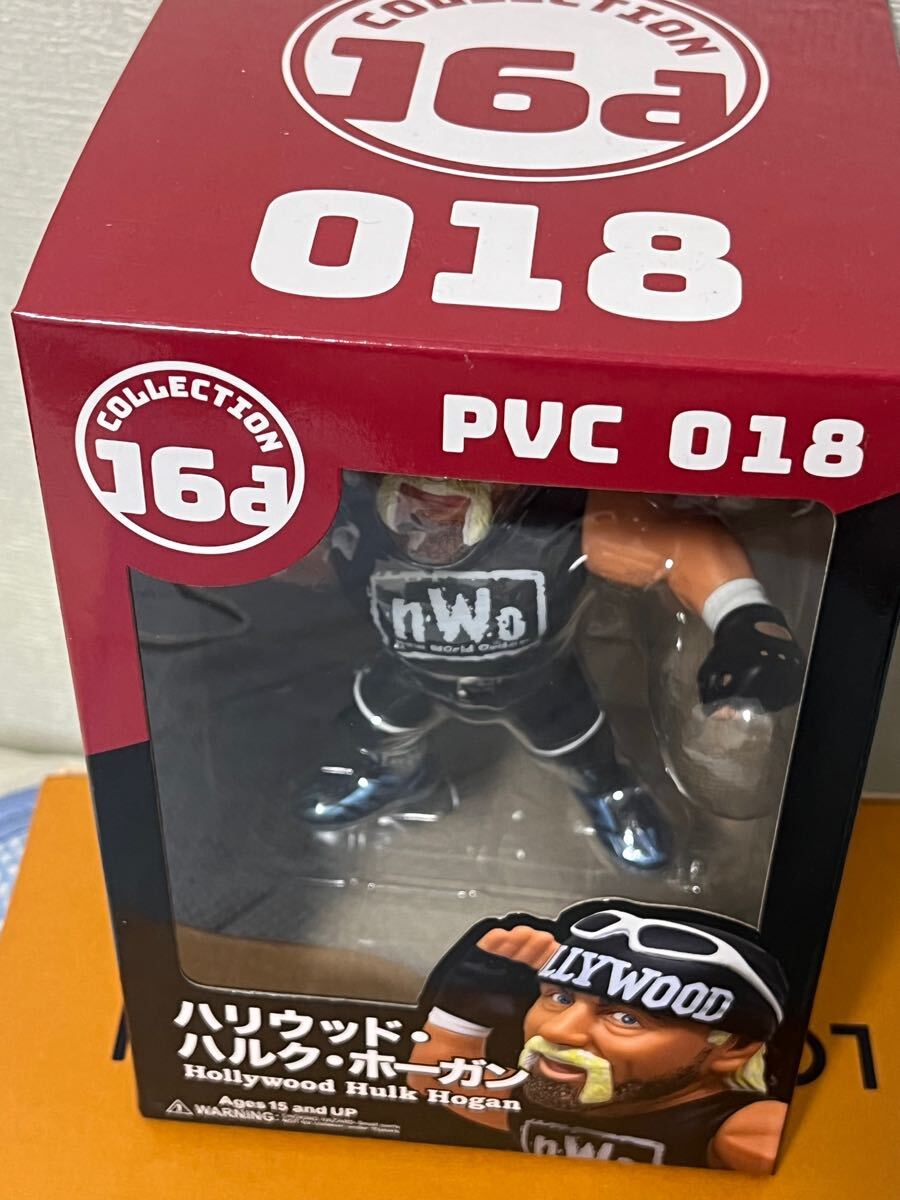 COLLECTION
16d
018
COLLECTION
16d
PVC 018
nWo
New World Order
LLYWOOD
ハリウッド・
ハルク・ホーガン
Hollywood Hulk Hogan
Ages 15 and UP
WARNING:
nWo